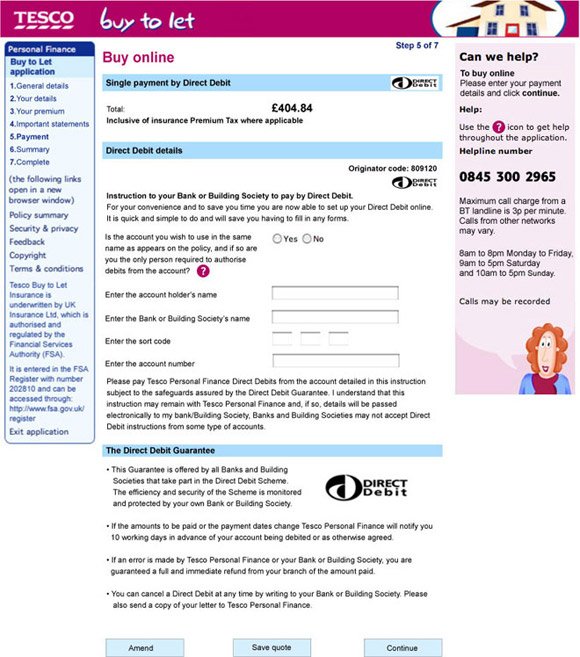 TESCO buy to let
Personal Finance
Buy to Let
application
1.General details
2.Your details
3.Your premium
4.Important statements
5.Payment
6.Summary
7.Complete
(the following links
open in a new
browser window)
Policy summary
Security & privacy
Feedback
Copyright
Terms & conditions
Tesco Buy to Let
Insurance is
underwritten by UK
Insurance Ltd, which is
authorised and
regulated by the
Financial Services
Authority (FSA).
It is entered in the FSA
Register with number
202810 and can be
accessed through:
http://www.fsa.gov.uk/
register
Exit application
Step 5 of 7
Buy online
Single payment by Direct Debit
DIRECT
Debit
Total: £404.84
Inclusive of insurance Premium Tax where applicable
Direct Debit details
Originator code: 809120
DIRECT
Debit
Instruction to your Bank or Building Society to pay by Direct Debit.
For your convenience and to save you time you are now able to set up your Direct Debit online.
It is quick and simple to do and will save you having to fill in any forms.
Is the account you wish to use in the same
name as appears on the policy, and if so are
you the only person required to authorise
debits from the account? ?
Yes No
Enter the account holder's name
Enter the Bank or Building Society's name
Enter the sort code
Enter the account number
Please pay Tesco Personal Finance Direct Debits from the account detailed in this instruction
subject to the safeguards assured by the Direct Debit Guarantee. I understand that this
instruction may remain with Tesco Personal Finance and, if so, details will be passed
electronically to my bank/Building Society, Banks and Building Societies may not accept Direct
Debit instructions from some type of accounts.
The Direct Debit Guarantee
• This Guarantee is offered by all Banks and Building
Societies that take part in the Direct Debit Scheme.
The efficiency and security of the Scheme is monitored
and protected by your own Bank or Building Society.
DIRECT
Debit
• If the amounts to be paid or the payment dates change Tesco Personal Finance will notify you
10 working days in advance of your account being debited or as otherwise agreed.
• If an error is made by Tesco Personal Finance or your Bank or Building Society, you are
guaranteed a full and immediate refund from your branch of the amount paid.
• You can cancel a Direct Debit at any time by writing to your Bank or Building Society. Please
also send a copy of your letter to Tesco Personal Finance.
Amend Save quote Continue
Can we help?
To buy online
Please enter your payment
details and click continue.
Help:
Use the ? icon to get help
throughout the application.
Helpline number
0845 300 2965
Maximum call charge from a
BT landline is 3p per minute.
Calls from other networks
may vary.
8am to 8pm Monday to Friday,
9am to 5pm Saturday
and 10am to 5pm Sunday.
Calls may be recorded